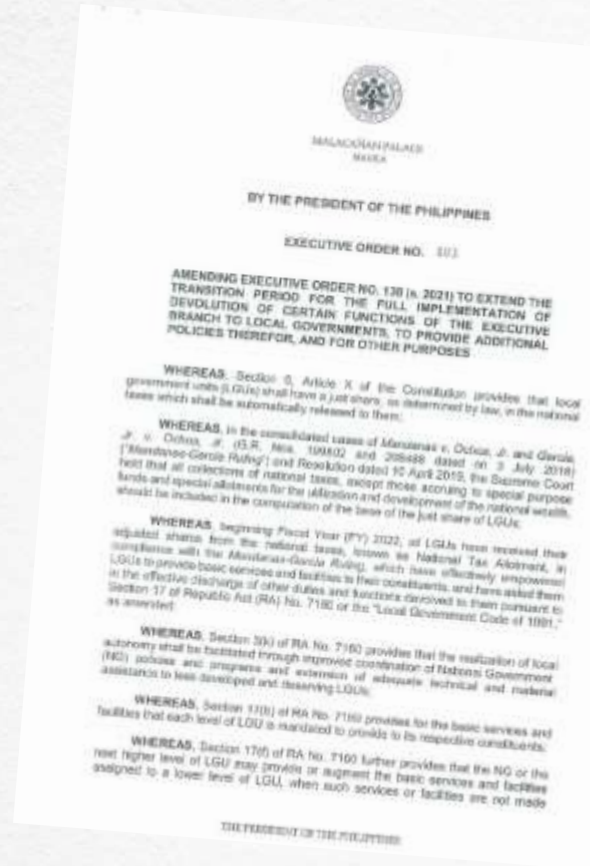 MALACAÑAN PALACE
MANILA
BY THE PRESIDENT OF THE PHILIPPINES
EXECUTIVE ORDER NO. 103
AMENDING EXECUTIVE ORDER NO. 138 (s. 2021) TO EXTEND THE
TRANSITION PERIOD FOR THE FULL IMPLEMENTATION OF
DEVOLUTION OF CERTAIN FUNCTIONS OF THE EXECUTIVE
BRANCH TO LOCAL GOVERNMENTS, TO PROVIDE ADDITIONAL
POLICIES THEREFOR, AND FOR OTHER PURPOSES
WHEREAS, Section 6, Article X of the Constitution provides that local
government units (LGUs) shall have a just share, as determined by law, in the national
taxes which shall be automatically released to them;
WHEREAS, in the consolidated cases of Mandanas v. Ochoa, Jr. and Garcia,
Jr. v. Ochoa, Jr. (G.R. Nos. 199802 and 208488 dated on 3 July 2018)
("Mandanas-Garcia Ruling") and Resolution dated 10 April 2019, the Supreme Court
held that all collections of national taxes, except those accruing to special purpose
funds and special allotments for the utilization and development of the national wealth,
should be included in the computation of the base of the just share of LGUs;
WHEREAS, beginning Fiscal Year (FY) 2022, all LGUs have received their
adjusted shares from the national taxes, known as National Tax Allotment, in
compliance with the Mandanas-Garcia Ruling, which have effectively empowered
LGUs to provide basic services and facilities to their constituents, and have aided them
in the effective discharge of other duties and functions devolved to them pursuant to
Section 17 of Republic Act (RA) No. 7160 or the "Local Government Code of 1991,"
as amended;
WHEREAS, Section 3(k) of RA No. 7160 provides that the realization of local
autonomy shall be facilitated through improved coordination of National Government
(NG) policies and programs and extension of adequate technical and material
assistance to less developed and deserving LGUs;
WHEREAS, Section 17(b) of RA No. 7160 provides for the basic services and
facilities that each level of LGU is mandated to provide to its respective constituents;
WHEREAS, Section 17(f) of RA No. 7160 further provides that the NG or the
next higher level of LGU may provide or augment the basic services and facilities
assigned to a lower level of LGU, when such services or facilities are not made
THE PRESIDENT OF THE PHILIPPINES